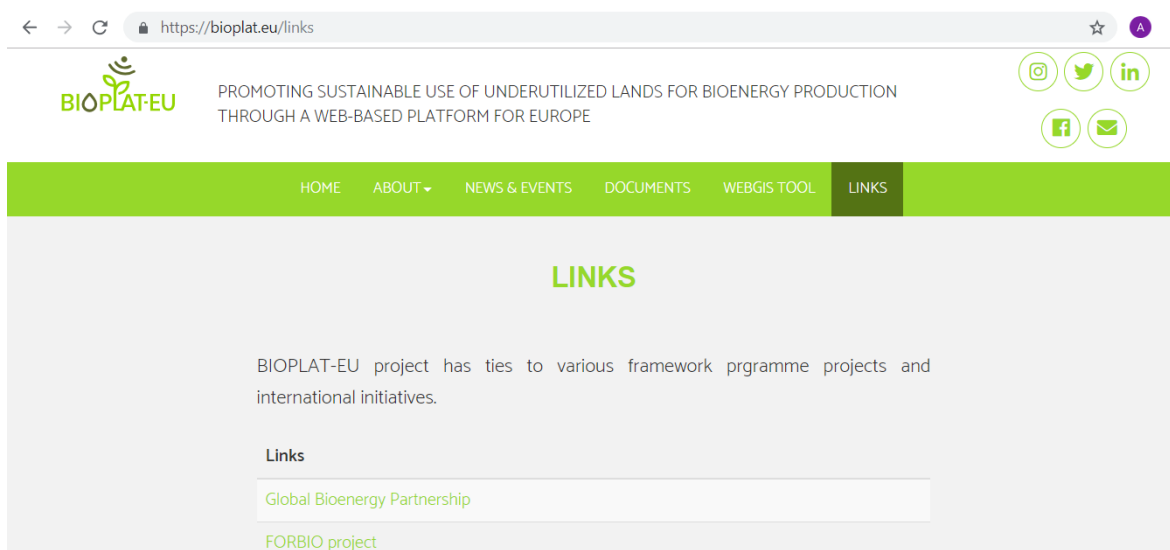 https://bioplat.eu/links
A
BIOPLAT-EU
PROMOTING SUSTAINABLE USE OF UNDERUTILIZED LANDS FOR BIOENERGY PRODUCTION
THROUGH A WEB-BASED PLATFORM FOR EUROPE
HOME ABOUT NEWS & EVENTS DOCUMENTS WEBGIS TOOL LINKS
LINKS
BIOPLAT-EU project has ties to various framework prgramme projects and
international initiatives.
Links
Global Bioenergy Partnership
FORBIO project